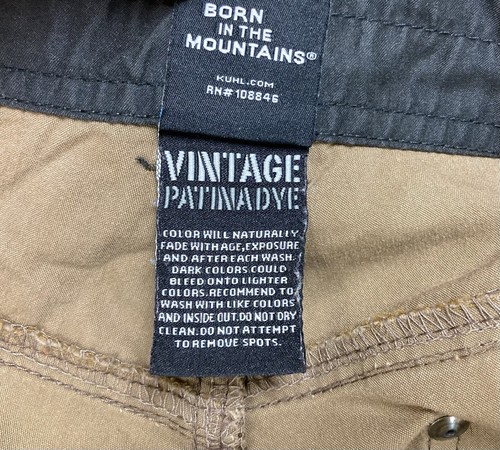 BORN
IN THE
MOUNTAINS®
KUHL.COM
RN#108846
VINTAGE
PATINADYE
COLOR WILL NATURALLY
FADE WITH AGE, EXPOSURE
AND AFTER EACH WASH.
DARK COLORS COULD
BLEED ONTO LIGHTER
COLORS. RECOMMEND TO
WASH WITH LIKE COLORS
AND INSIDE OUT. DO NOT DRY
CLEAN. DO NOT ATTEMPT
TO REMOVE SPOTS.